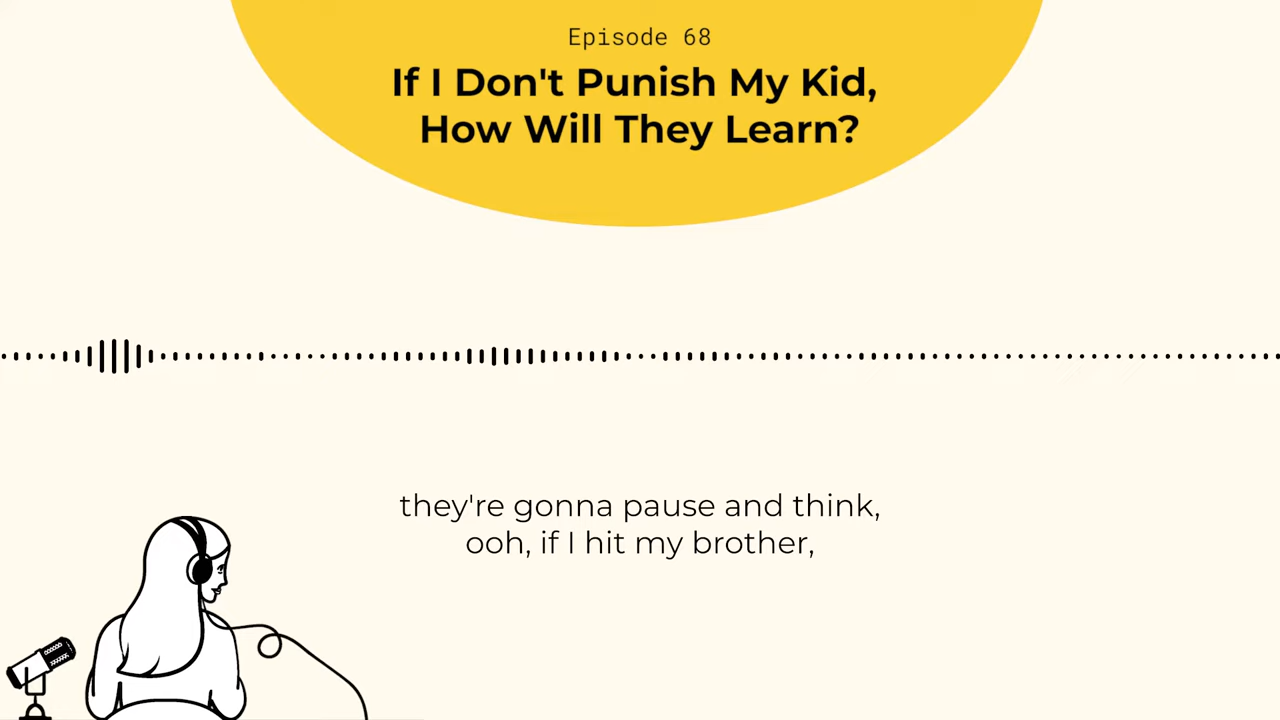 Episode 68
If I Don't Punish My Kid,
How Will They Learn?
they're gonna pause and think,
ooh, if I hit my brother,